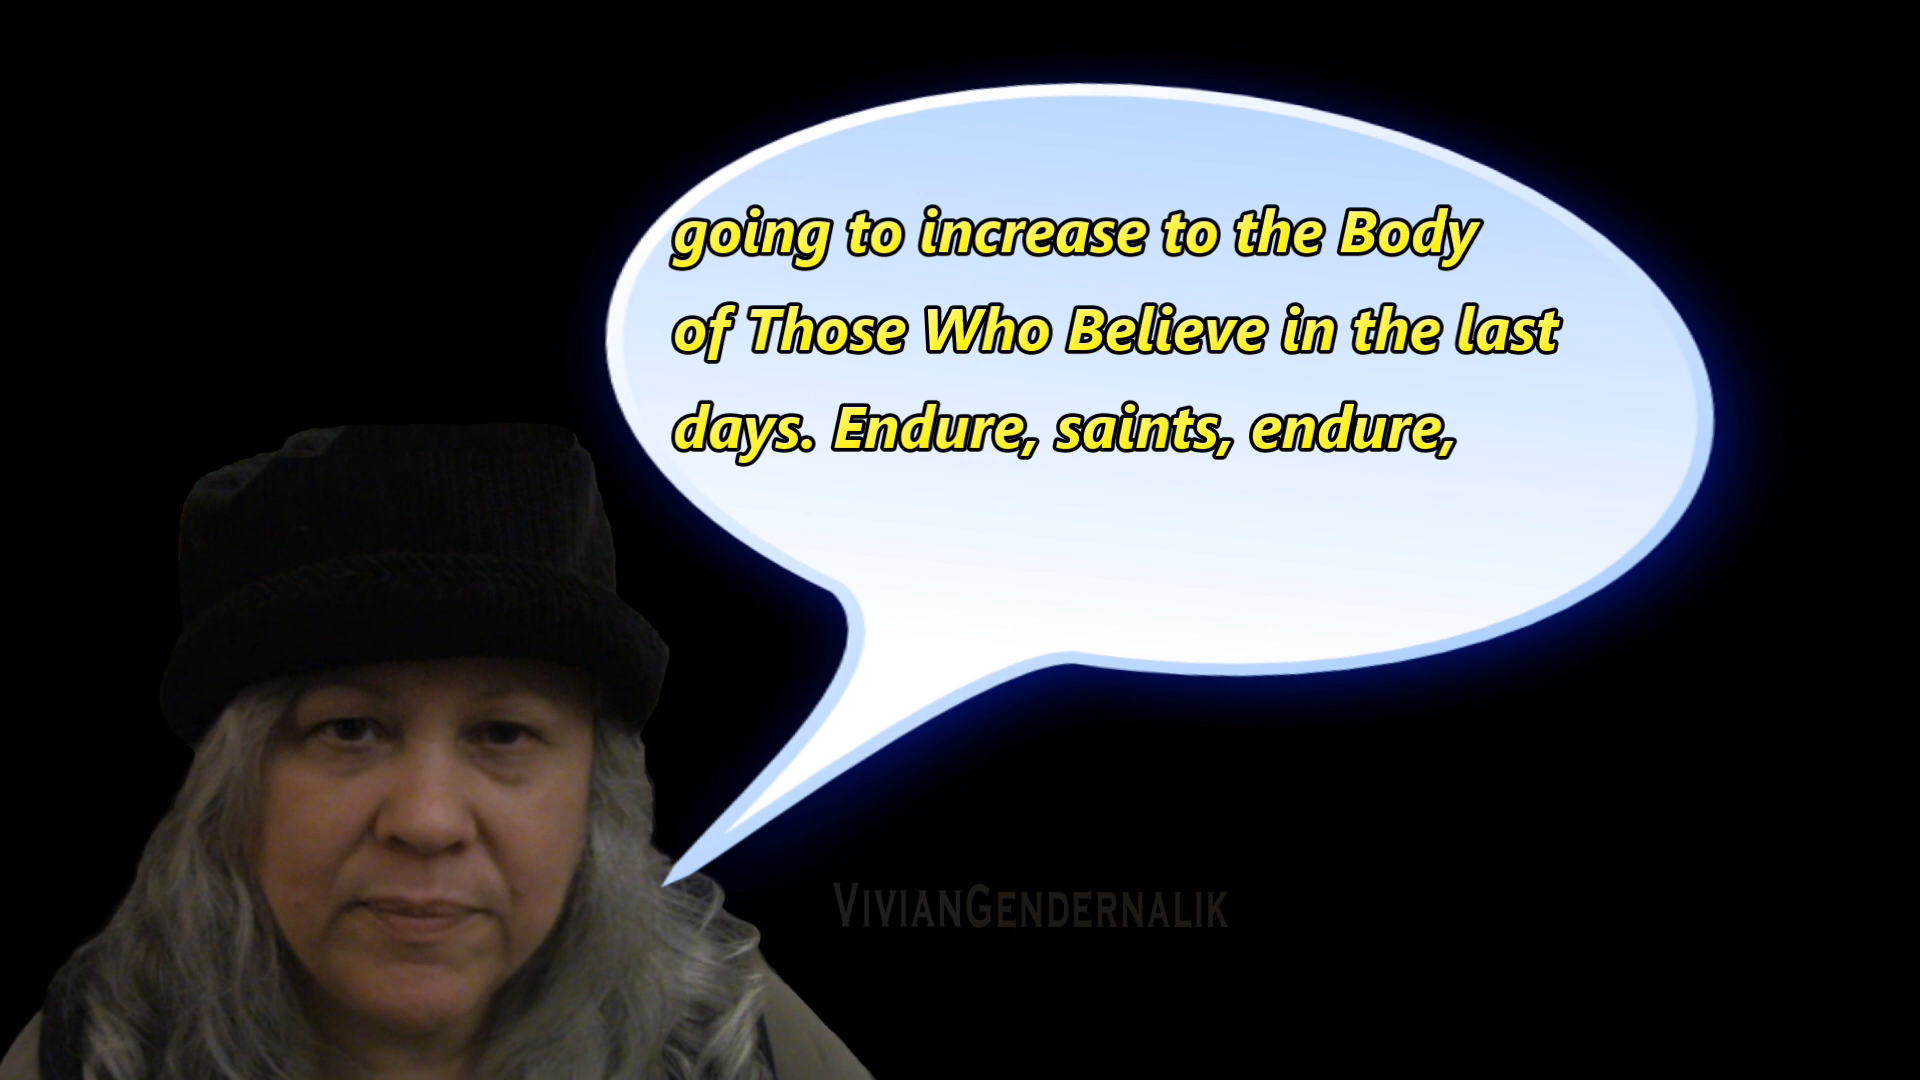 going to increase to the Body
of Those Who Believe in the last
days. Endure, saints, endure,
VIVIANGENDERNALIK